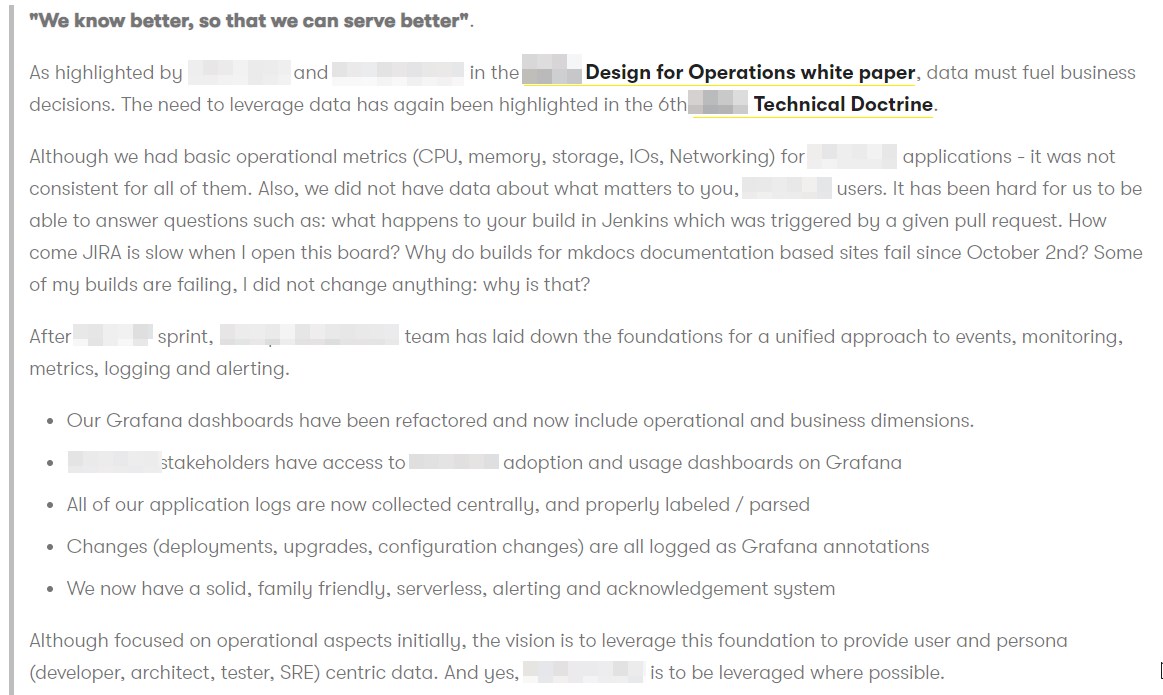 "We know better, so that we can serve better".
As highlighted by and in the Design for Operations white paper, data must fuel business
decisions. The need to leverage data has again been highlighted in the 6th Technical Doctrine.
Although we had basic operational metrics (CPU, memory, storage, IOs, Networking) for applications - it was not
consistent for all of them. Also, we did not have data about what matters to you, users. It has been hard for us to be
able to answer questions such as: what happens to your build in Jenkins which was triggered by a given pull request. How
come JIRA is slow when I open this board? Why do builds for mkdocs documentation based sites fail since October 2nd? Some
of my builds are failing, I did not change anything: why is that?
After sprint, team has laid down the foundations for a unified approach to events, monitoring,
metrics, logging and alerting.
• Our Grafana dashboards have been refactored and now include operational and business dimensions.
• stakeholders have access to adoption and usage dashboards on Grafana
• All of our application logs are now collected centrally, and properly labeled / parsed
• Changes (deployments, upgrades, configuration changes) are all logged as Grafana annotations
• We now have a solid, family friendly, serverless, alerting and acknowledgement system
Although focused on operational aspects initially, the vision is to leverage this foundation to provide user and persona
(developer, architect, tester, SRE) centric data. And yes, is to be leveraged where possible.